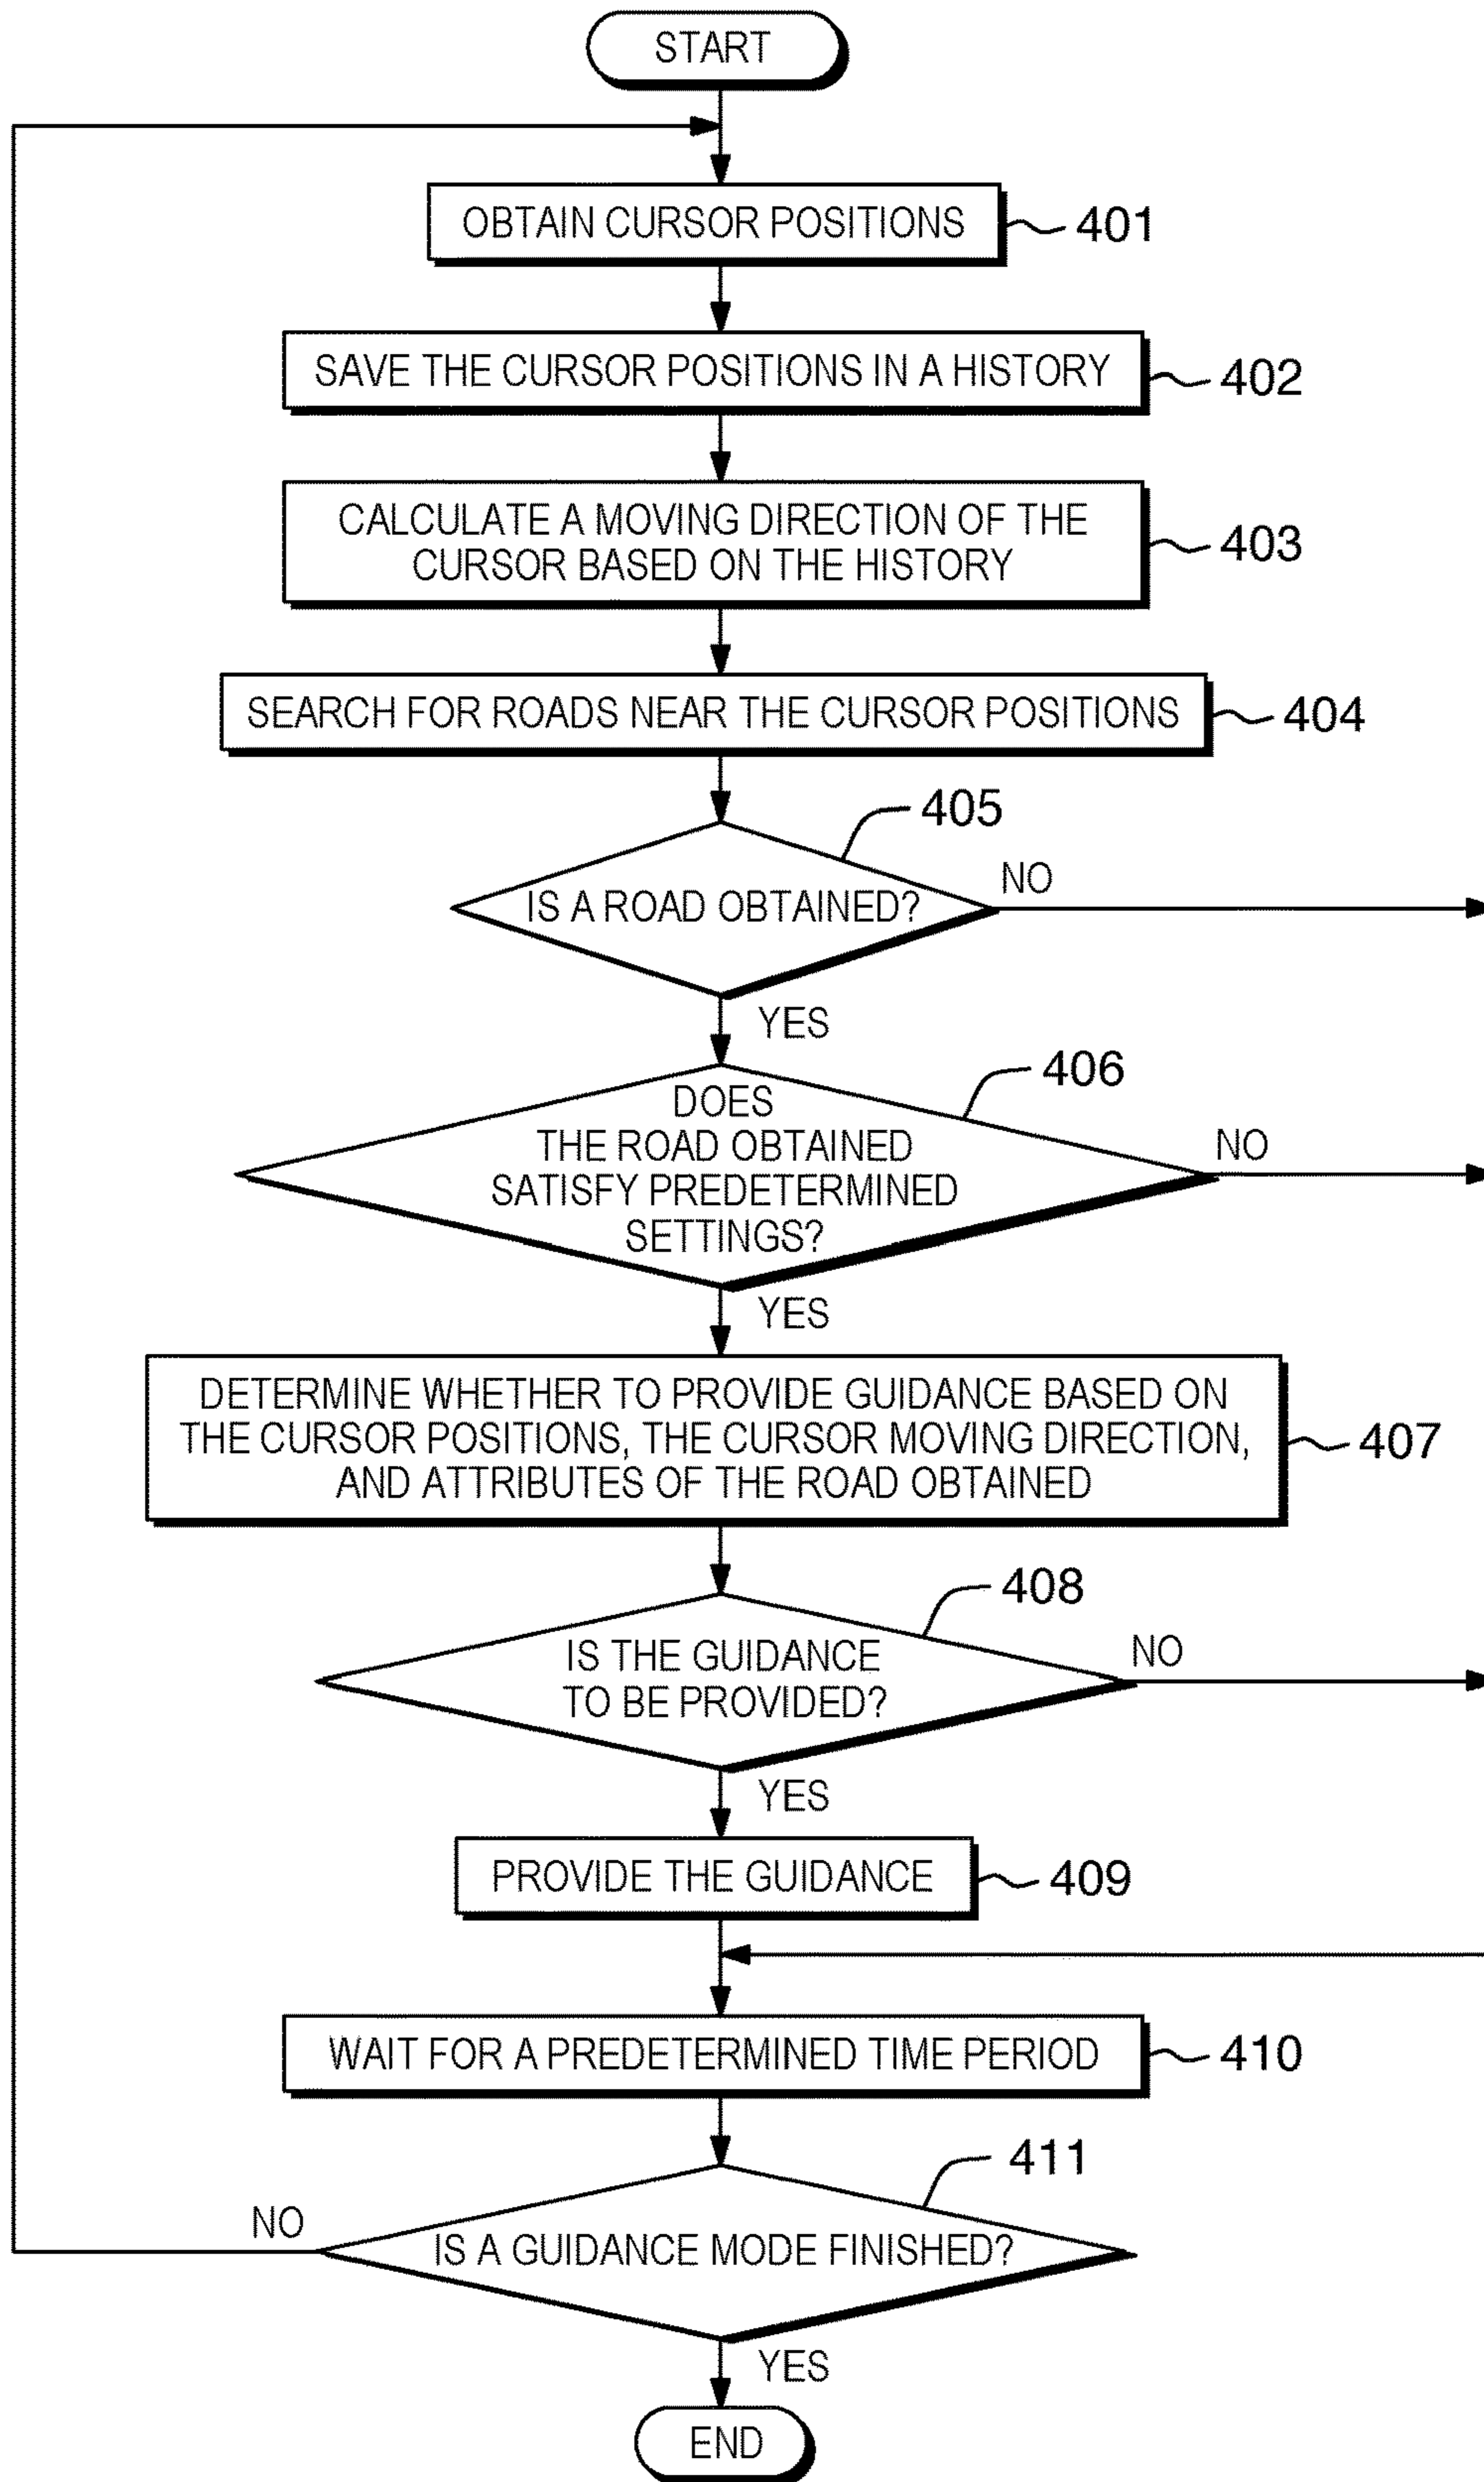 START
OBTAIN CURSOR POSITIONS
401
SAVE THE CURSOR POSITIONS IN A HISTORY
402
CALCULATE A MOVING DIRECTION OF THE
CURSOR BASED ON THE HISTORY
403
SEARCH FOR ROADS NEAR THE CURSOR POSITIONS
404
405
IS A ROAD OBTAINED?
NO
YES
406
DOES
THE ROAD OBTAINED
SATISFY PREDETERMINED
SETTINGS?
NO
YES
DETERMINE WHETHER TO PROVIDE GUIDANCE BASED ON
THE CURSOR POSITIONS, THE CURSOR MOVING DIRECTION,
AND ATTRIBUTES OF THE ROAD OBTAINED
407
408
IS THE GUIDANCE
TO BE PROVIDED?
NO
YES
PROVIDE THE GUIDANCE
409
WAIT FOR A PREDETERMINED TIME PERIOD
410
411
NO
IS A GUIDANCE MODE FINISHED?
YES
END